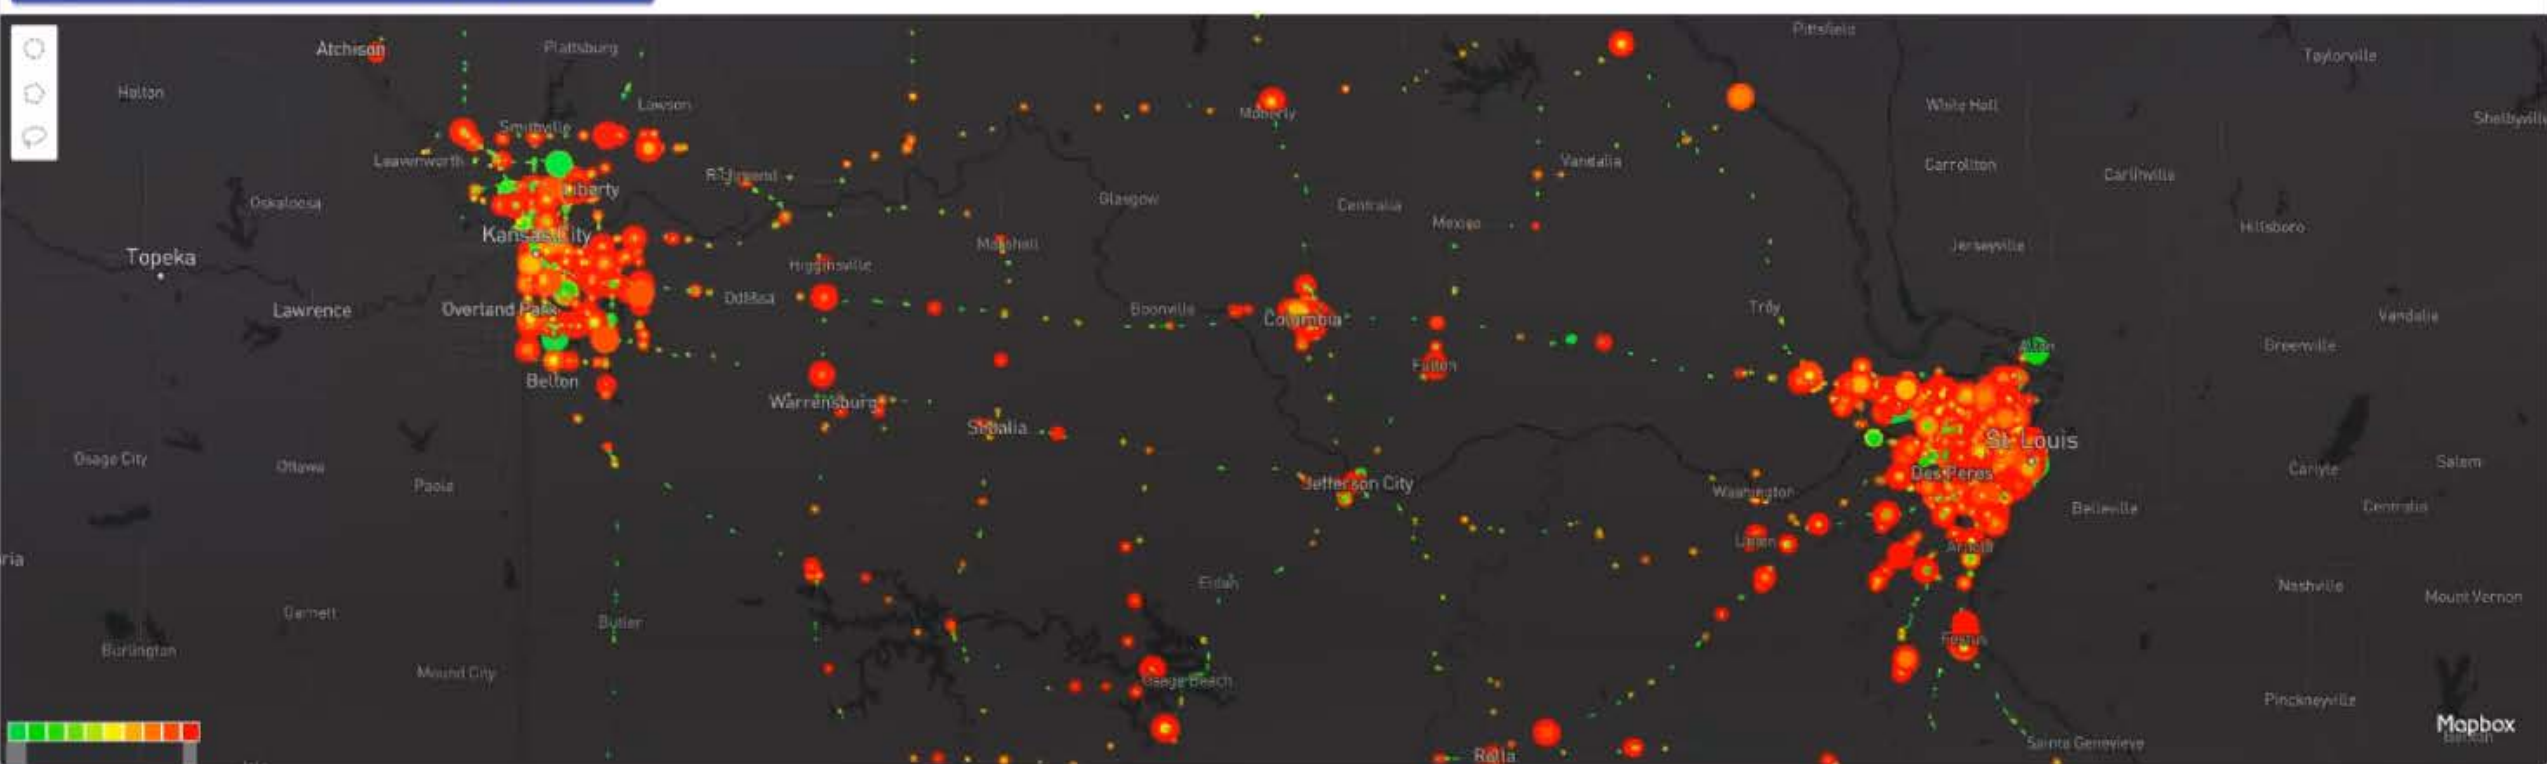 Pittsfield
Atchison
Plattsburg
Taylorville
Holton
Lawson
White Hall
Moberly
Shelbyville
Smithville
Leavenworth
Vandalia
Carrollton
Carlinville
Richmond
Liberty
Oskaloosa
Glasgow
Centralia
Mexico
Hillsboro
Kansas City
Marshall
Jerseyville
Topeka
Higginsville
Odessa
Lawrence
Overland Park
Boonville
Columbia
Troy
Vandalia
Alton
Greenville
Fulton
Belton
Warrensburg
Sedalia
St. Louis
Osage City
Ottawa
Salem
Carlyle
Des Peres
Paola
Jefferson City
Washington
Belleville
Centralia
Union
Arnold
ria
Eldon
Nashville
Mount Vernon
Garnett
Butler
Festus
Burlington
Mound City
Osage Beach
Pinckneyville
Mapbox
Benton
Sainte Genevieve
Rolla